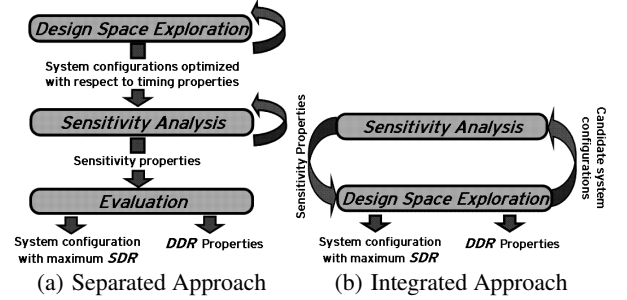 Design Space Exploration
System configurations optimized
with respect to timing properties
Sensitivity Analysis
Sensitivity properties
Evaluation
System configuration
with maximum SDR
DDR Properties
(a) Separated Approach
Sensitivity Properties
Sensitivity Analysis
Candidate system
configurations
Design Space Exploration
System configuration
with maximum SDR
DDR Properties
(b) Integrated Approach